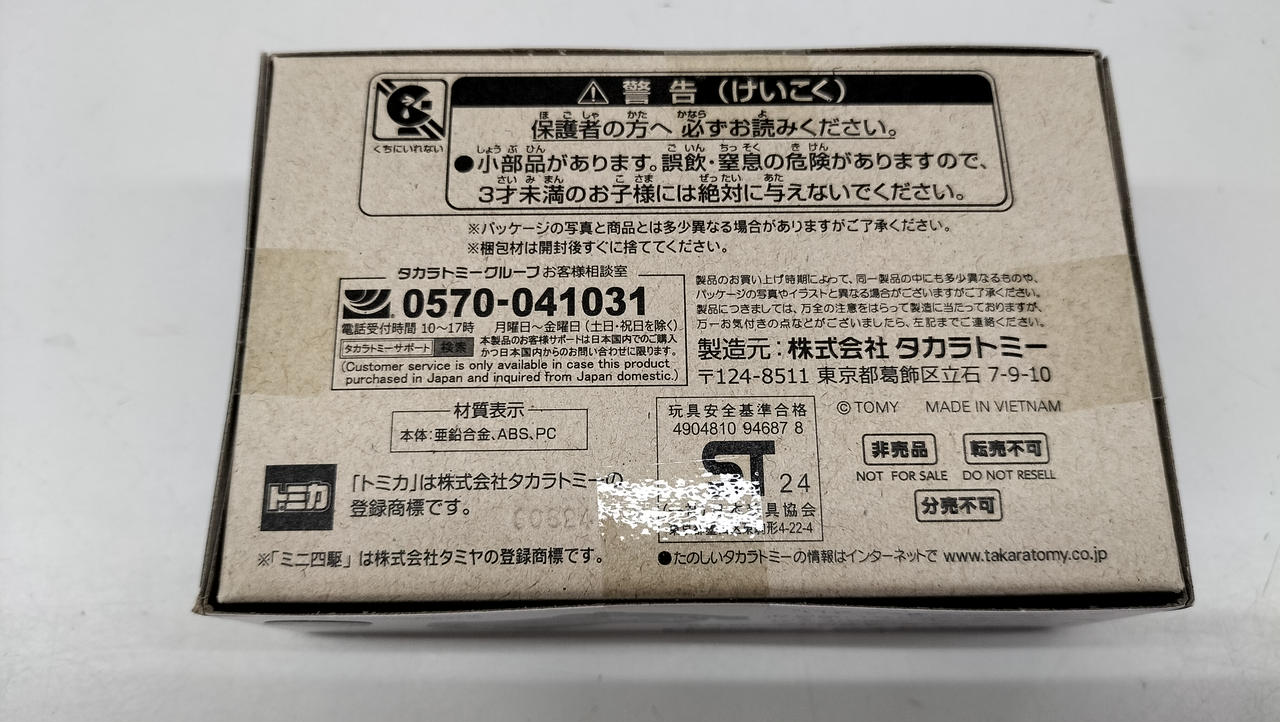 くちにいれない
⚠ 警告（けいこく）
保護者の方へ 必ずお読みください。
●小部品があります。誤飲・窒息の危険がありますので、
3才未満のお子様には絶対に与えないでください。
※パッケージの写真と商品とは多少異なる場合がありますがご了承ください。
※梱包材は開封後すぐに捨ててください。
タカラトミーグループお客様相談室
0570-041031
電話受付時間 10～17時 月曜日～金曜日（土日・祝日を除く）
タカラトミーサポート 検索
本製品のお客様サポートは日本国内でのご購入
かつ日本国内からのお問い合わせに限ります。
(Customer service is only available in case this product
purchased in Japan and inquired from Japan domestic.)
製品のお買い上げ時期によって、同一製品の中にも多少異なるものや、
パッケージの写真やイラストと異なる場合がございますがご了承ください。
製品につきましては、万全の注意をはらって製造に当たっておりますが、
万一お気付きの点などがございましたら、左記までご連絡ください。
製造元：株式会社 タカラトミー
〒124-8511 東京都葛飾区立石 7-9-10
材質表示
本体：亜鉛合金、ABS、PC
玩具安全基準合格
4904810 94687 8
ST 24
(一社)日本玩具協会
形4-22-4
© TOMY MADE IN VIETNAM
非売品 転売不可
NOT FOR SALE DO NOT RESELL
分売不可
トミカ
「トミカ」は株式会社タカラトミーの
登録商標です。
※「ミニ四駆」は株式会社タミヤの登録商標です。
●たのしいタカラトミーの情報はインターネットで www.takaratomy.co.jp